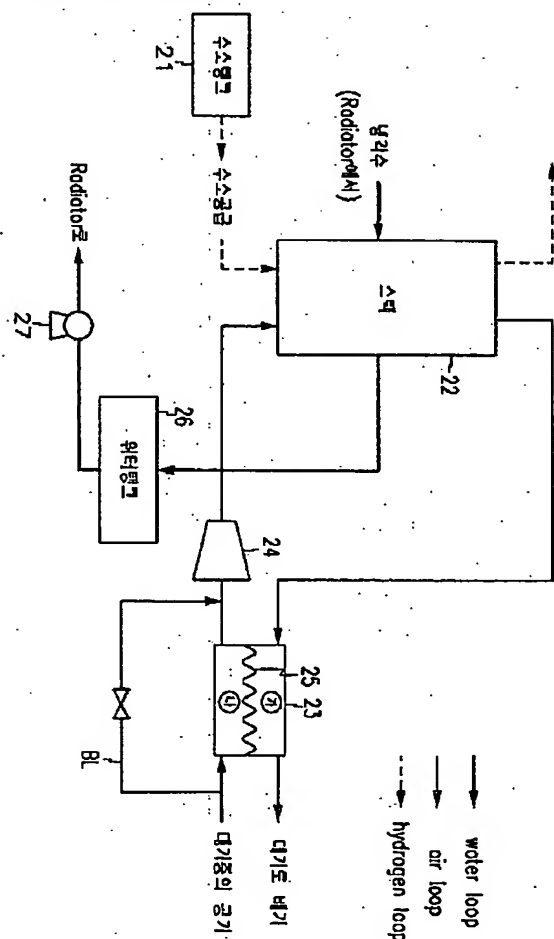 수소탱크
21
수소공급
냉각수
(Radiator에서)
스택
22
Radiator로
27
워터탱크
26
24
25
23
㉮
㉯
BL
대기로 배기
대기중의 공기
water loop
air loop
hydrogen loop